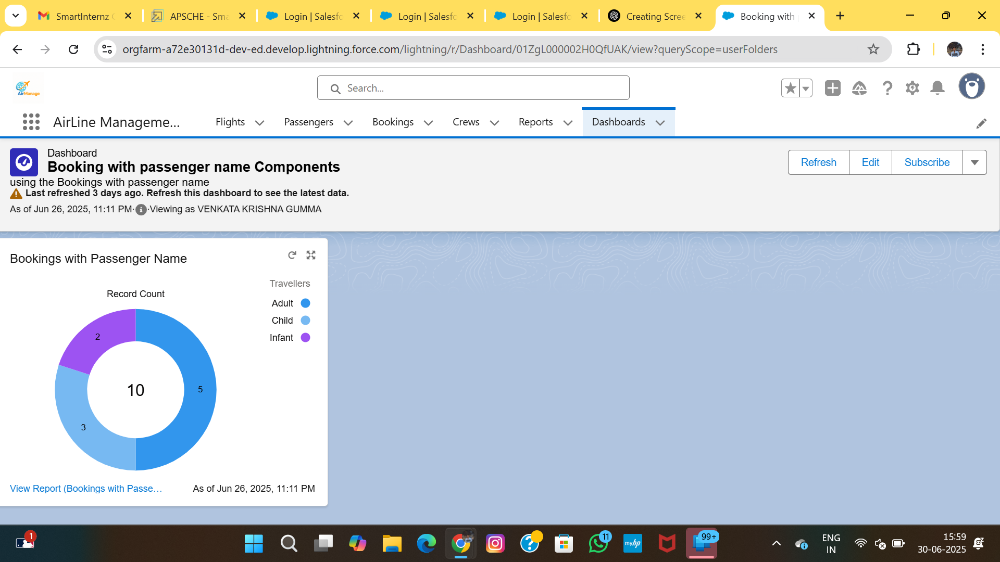 SmartInternz
APSCHE - Sma
Login | Salesfo
Login | Salesfo
Login | Salesfo
Creating Scree
Booking with
orgfarm-a72e30131d-dev-ed.develop.lightning.force.com/lightning/r/Dashboard/01ZgL000002H0QfUAK/view?queryScope=userFolders
AirManage
Search...
AirLine Manageme...
Flights
Passengers
Bookings
Crews
Reports
Dashboards
Dashboard
Booking with passenger name Components
Refresh
Edit
Subscribe
using the Bookings with passenger name
Last refreshed 3 days ago. Refresh this dashboard to see the latest data.
As of Jun 26, 2025, 11:11 PM·
·Viewing as VENKATA KRISHNA GUMMA
Bookings with Passenger Name
Travellers
Record Count
Adult
Child
Infant
2
10
5
3
View Report (Bookings with Passe...
As of Jun 26, 2025, 11:11 PM
1
11
myhp
99+
ENG
IN
15:59
30-06-2025